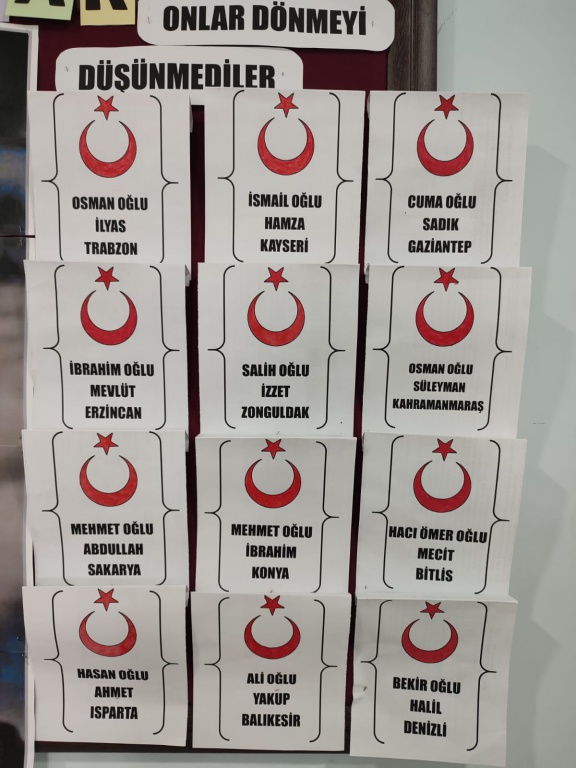 ONLAR DÖNMEYİ
DÜŞÜNMEDİLER
OSMAN OĞLU
İLYAS
TRABZON
İSMAİL OĞLU
HAMZA
KAYSERİ
CUMA OĞLU
SADIK
GAZİANTEP
İBRAHİM OĞLU
MEVLÜT
ERZİNCAN
SALİH OĞLU
İZZET
ZONGULDAK
OSMAN OĞLU
SÜLEYMAN
KAHRAMANMARAŞ
MEHMET OĞLU
ABDULLAH
SAKARYA
MEHMET OĞLU
İBRAHİM
KONYA
HACI ÖMER OĞLU
MECİT
BİTLİS
HASAN OĞLU
AHMET
ISPARTA
ALİ OĞLU
YAKUP
BALIKESİR
BEKİR OĞLU
HALİL
DENİZLİ